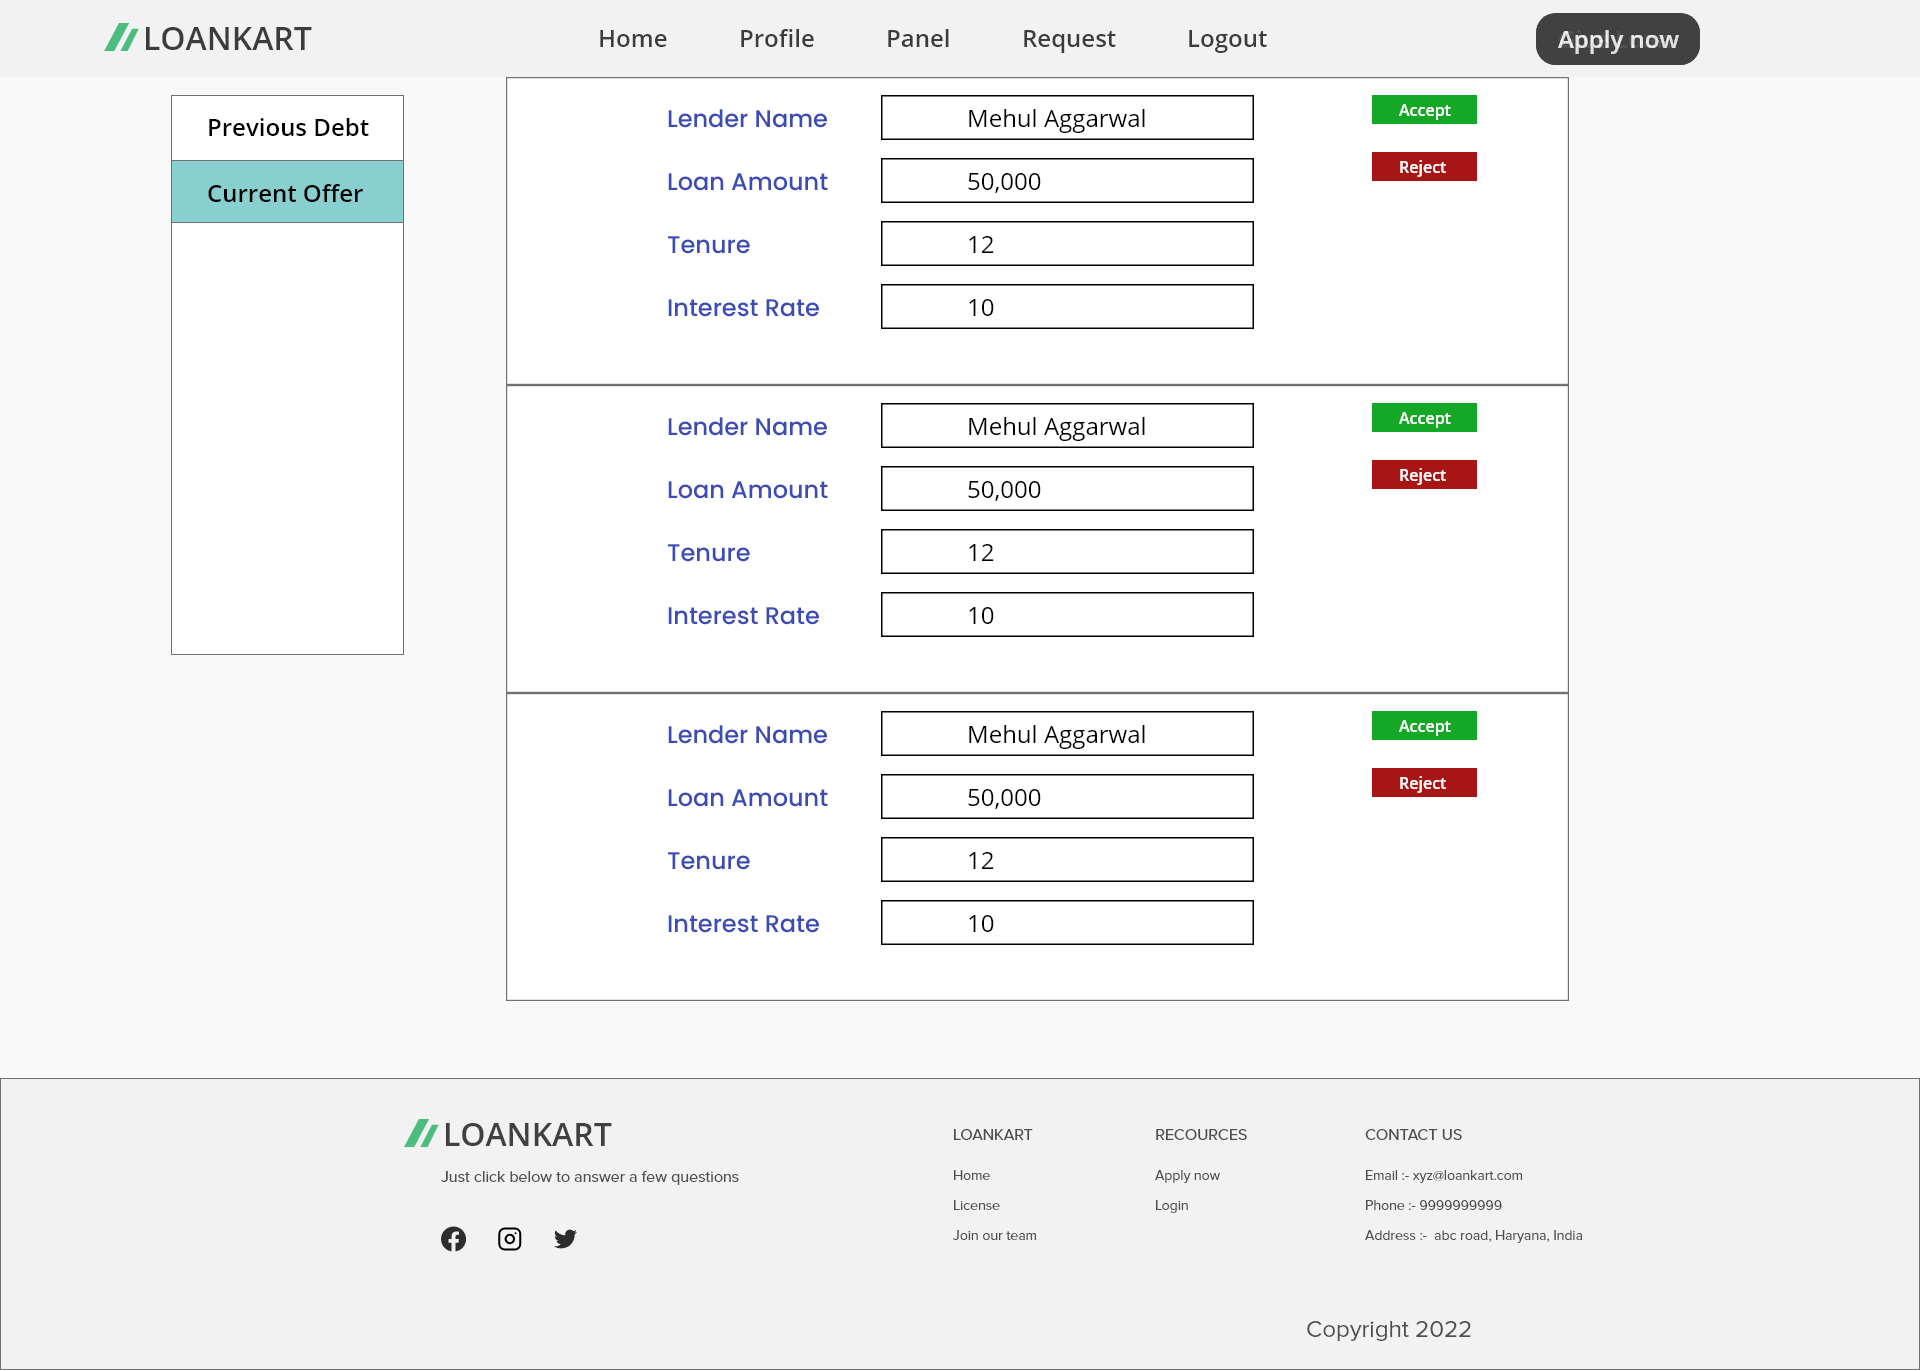 LOANKART
Home Profile Panel Request Logout
Apply now
Previous Debt
Current Offer
Lender Name Mehul Aggarwal Accept
Loan Amount 50,000 Reject
Tenure 12
Interest Rate 10
Lender Name Mehul Aggarwal Accept
Loan Amount 50,000 Reject
Tenure 12
Interest Rate 10
Lender Name Mehul Aggarwal Accept
Loan Amount 50,000 Reject
Tenure 12
Interest Rate 10
LOANKART
Just click below to answer a few questions
LOANKART
Home
License
Join our team
RECOURCES
Apply now
Login
CONTACT US
Email :- xyz@loankart.com
Phone :- 9999999999
Address :- abc road, Haryana, India
Copyright 2022